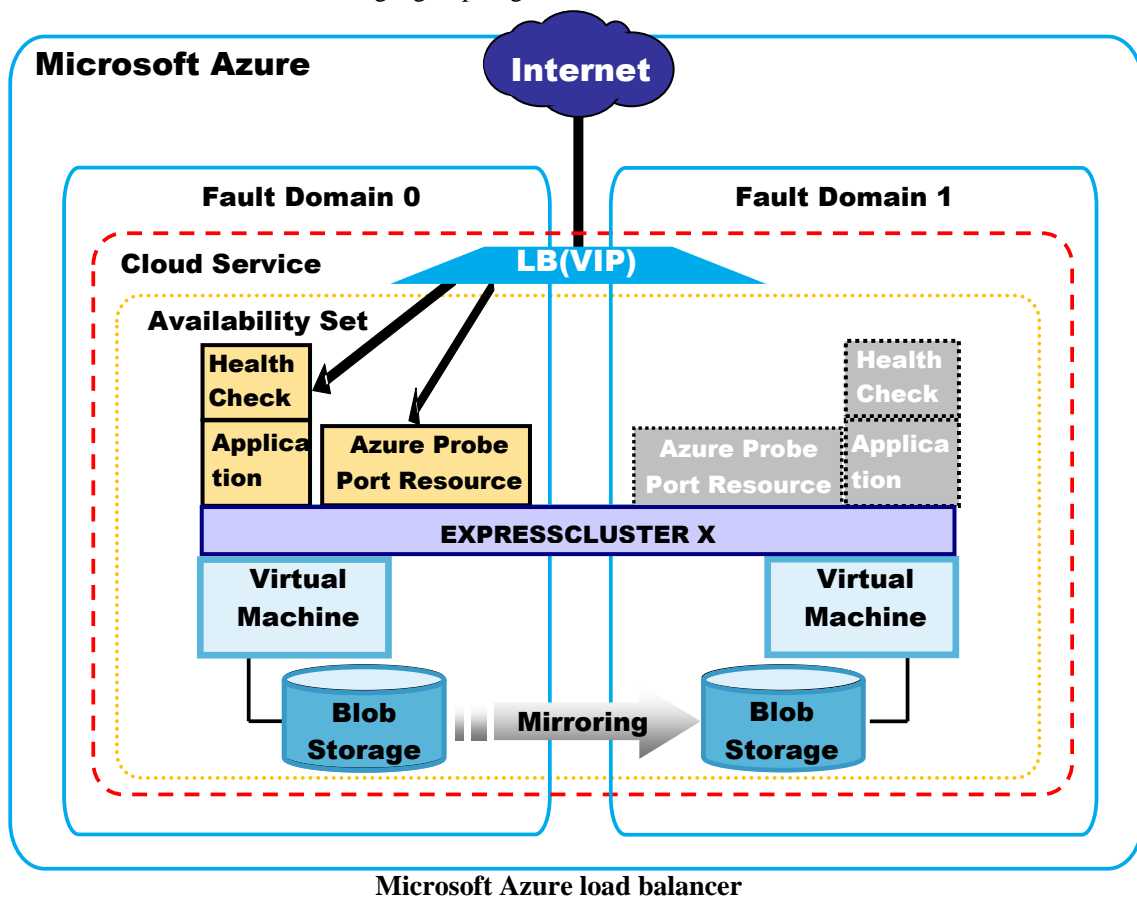 Microsoft Azure
Internet
Fault Domain 0
Fault Domain 1
LB(VIP)
Cloud Service
Availability Set
Health
Check
Applica
tion
Azure Probe
Port Resource
Health
Check
Azure Probe
Port Resource
Applica
tion
EXPRESSCLUSTER X
Virtual
Machine
Virtual
Machine
Blob
Storage
Mirroring
Blob
Storage
Microsoft Azure load balancer